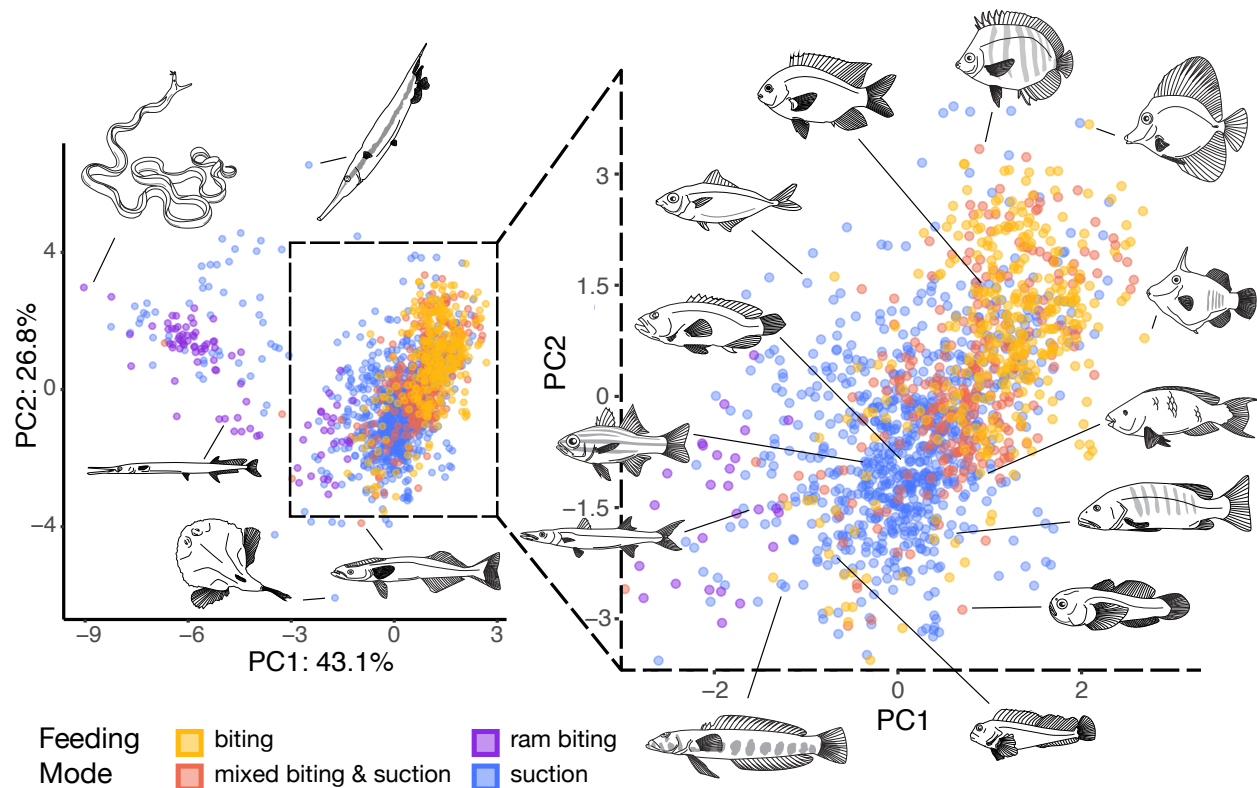 4
0
−4
PC2: 26.8%
−9
−6
−3
0
3
PC1: 43.1%
3
1.5
0
−1.5
−3
PC2
−2
0
2
PC1
Feeding
Mode
biting
mixed biting & suction
ram biting
suction